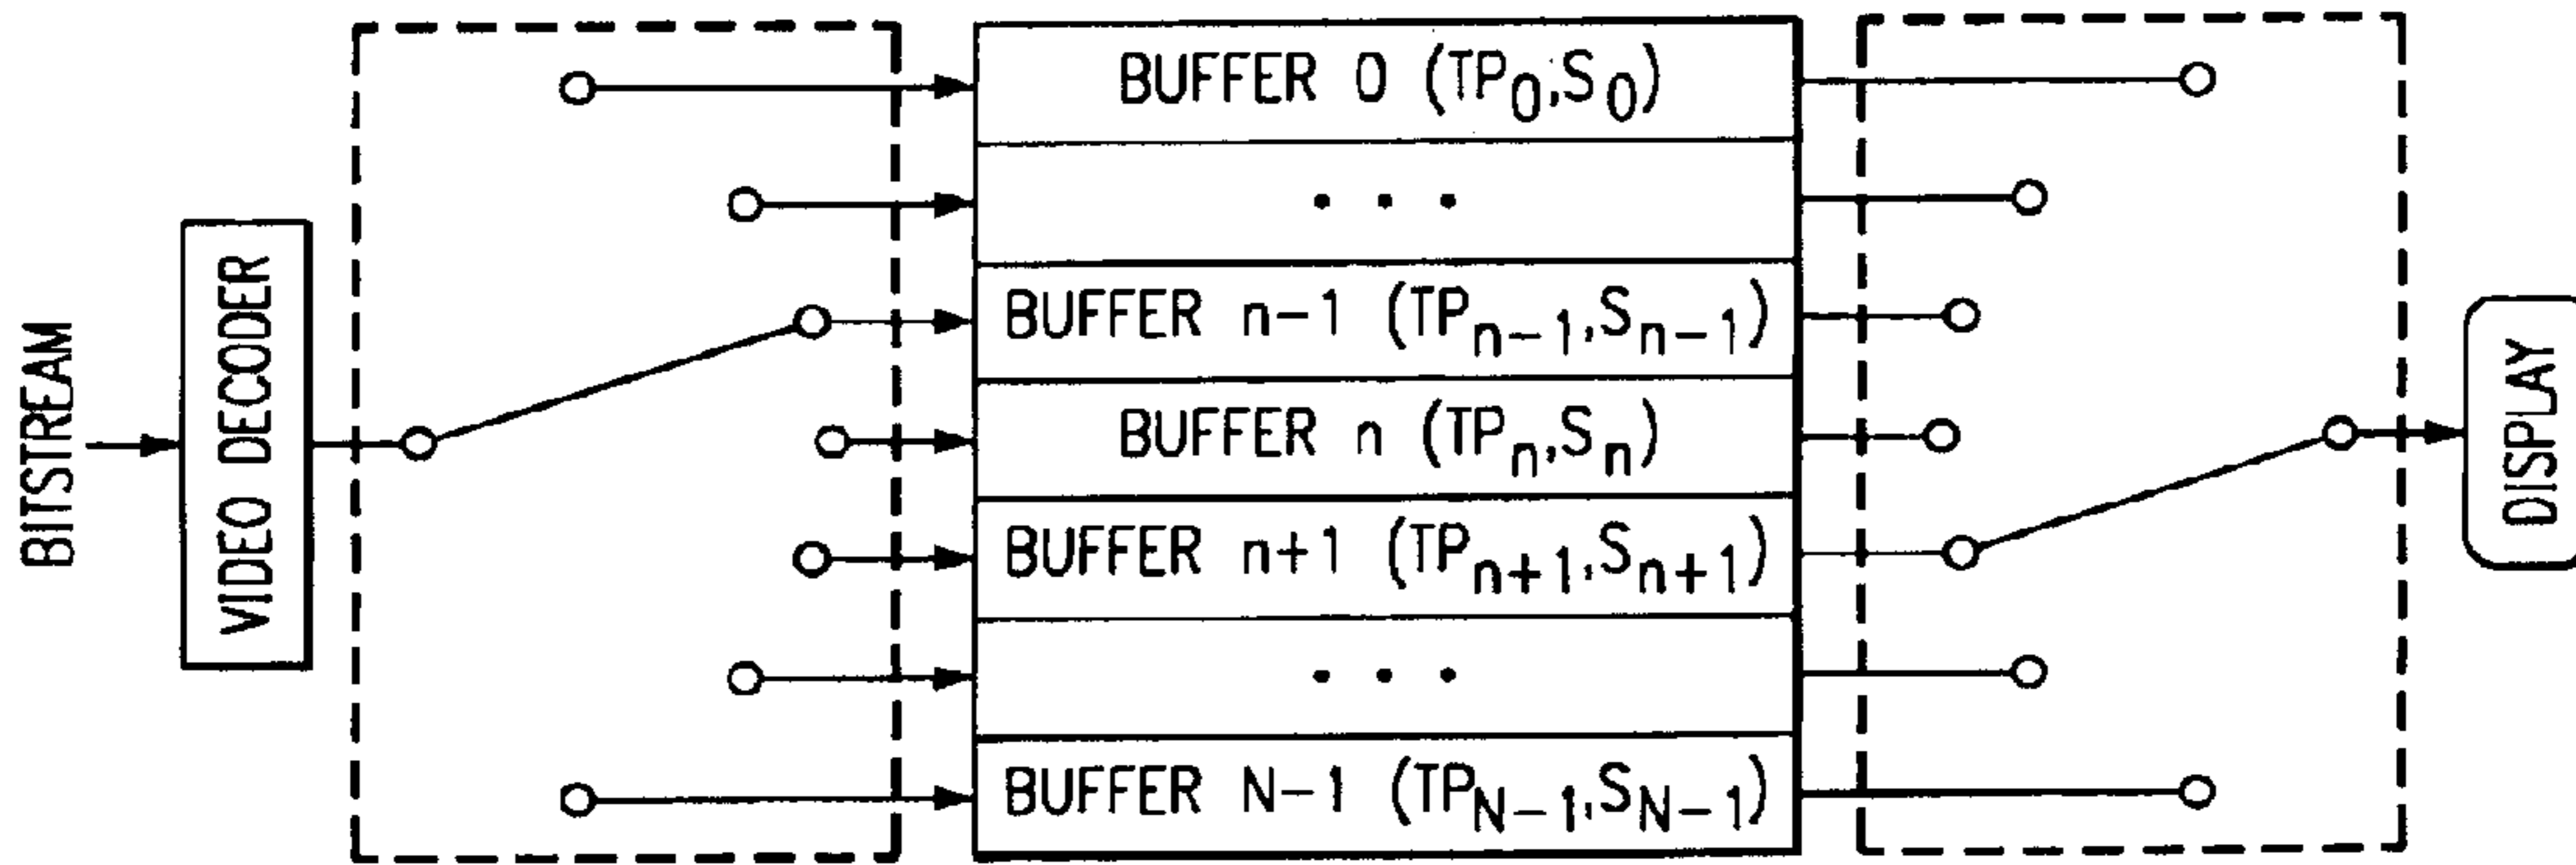 BITSTREAM
VIDEO DECODER
BUFFER 0 (TP0,S0)
. . .
BUFFER n-1 (TPn-1,Sn-1)
BUFFER n (TPn,Sn)
BUFFER n+1 (TPn+1,Sn+1)
. . .
BUFFER N-1 (TPN-1,SN-1)
DISPLAY